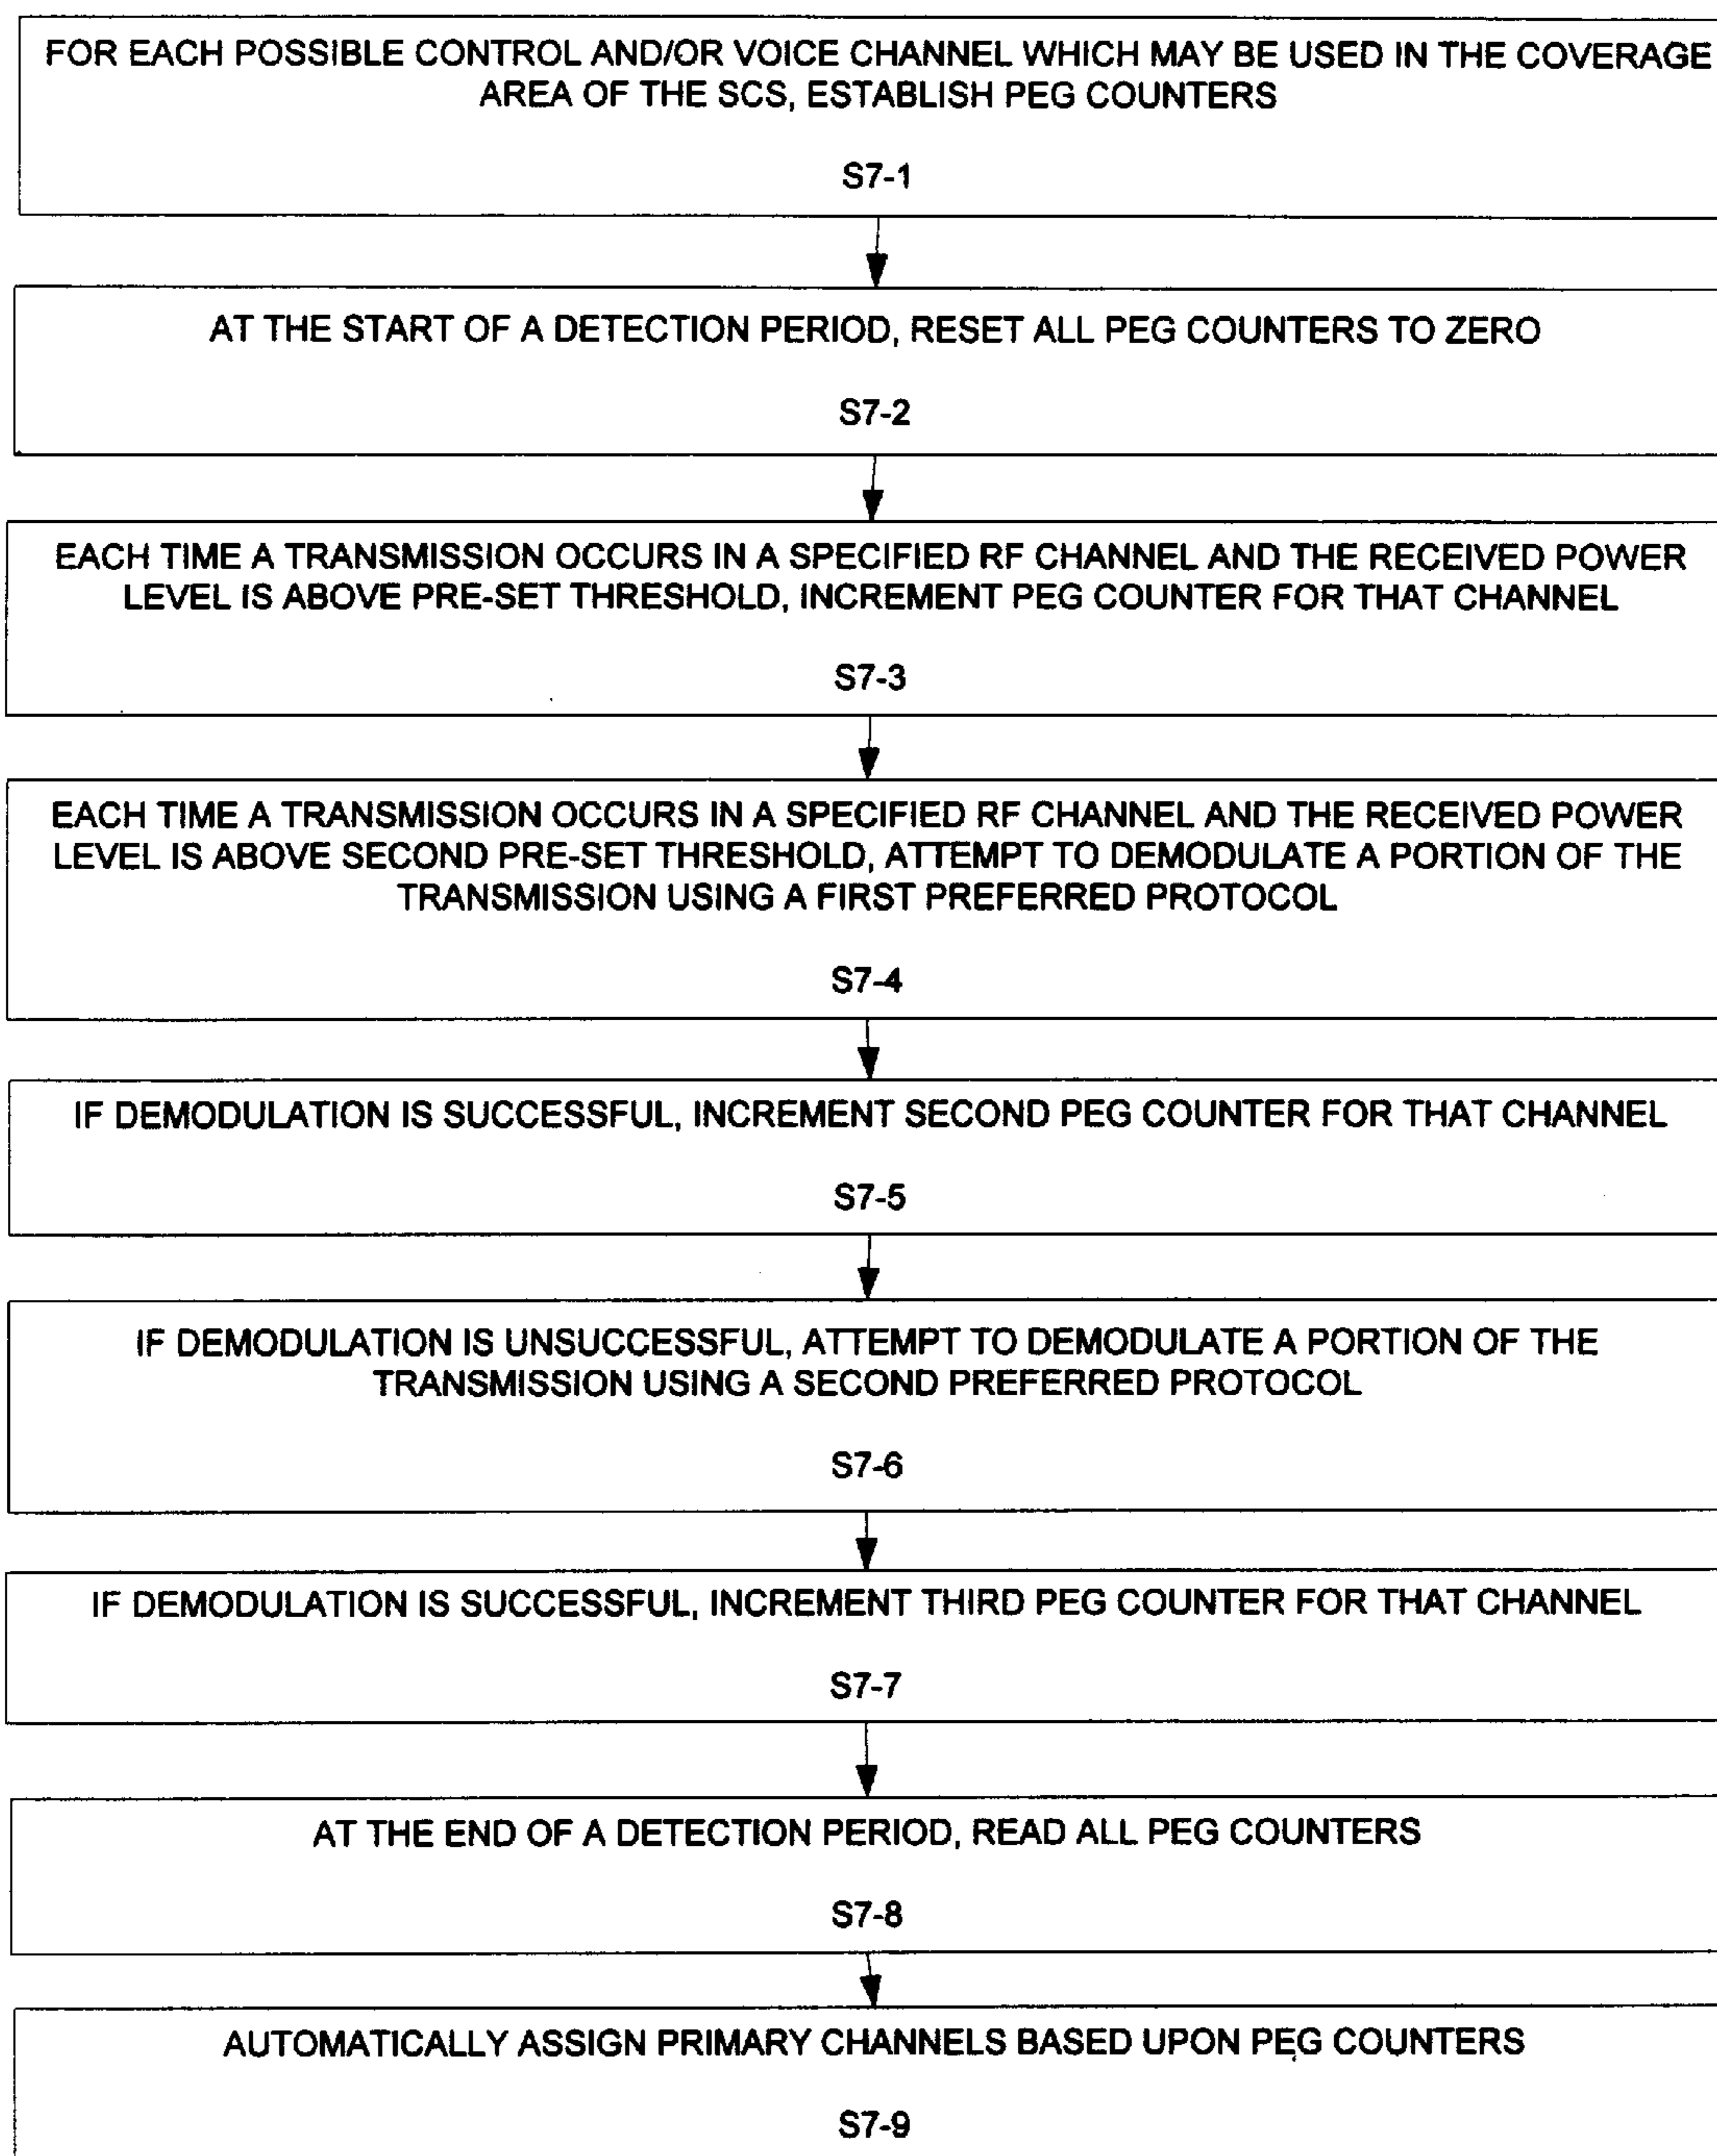 FOR EACH POSSIBLE CONTROL AND/OR VOICE CHANNEL WHICH MAY BE USED IN THE COVERAGE
AREA OF THE SCS, ESTABLISH PEG COUNTERS
S7-1
AT THE START OF A DETECTION PERIOD, RESET ALL PEG COUNTERS TO ZERO
S7-2
EACH TIME A TRANSMISSION OCCURS IN A SPECIFIED RF CHANNEL AND THE RECEIVED POWER
LEVEL IS ABOVE PRE-SET THRESHOLD, INCREMENT PEG COUNTER FOR THAT CHANNEL
S7-3
EACH TIME A TRANSMISSION OCCURS IN A SPECIFIED RF CHANNEL AND THE RECEIVED POWER
LEVEL IS ABOVE SECOND PRE-SET THRESHOLD, ATTEMPT TO DEMODULATE A PORTION OF THE
TRANSMISSION USING A FIRST PREFERRED PROTOCOL
S7-4
IF DEMODULATION IS SUCCESSFUL, INCREMENT SECOND PEG COUNTER FOR THAT CHANNEL
S7-5
IF DEMODULATION IS UNSUCCESSFUL, ATTEMPT TO DEMODULATE A PORTION OF THE
TRANSMISSION USING A SECOND PREFERRED PROTOCOL
S7-6
IF DEMODULATION IS SUCCESSFUL, INCREMENT THIRD PEG COUNTER FOR THAT CHANNEL
S7-7
AT THE END OF A DETECTION PERIOD, READ ALL PEG COUNTERS
S7-8
AUTOMATICALLY ASSIGN PRIMARY CHANNELS BASED UPON PEG COUNTERS
S7-9